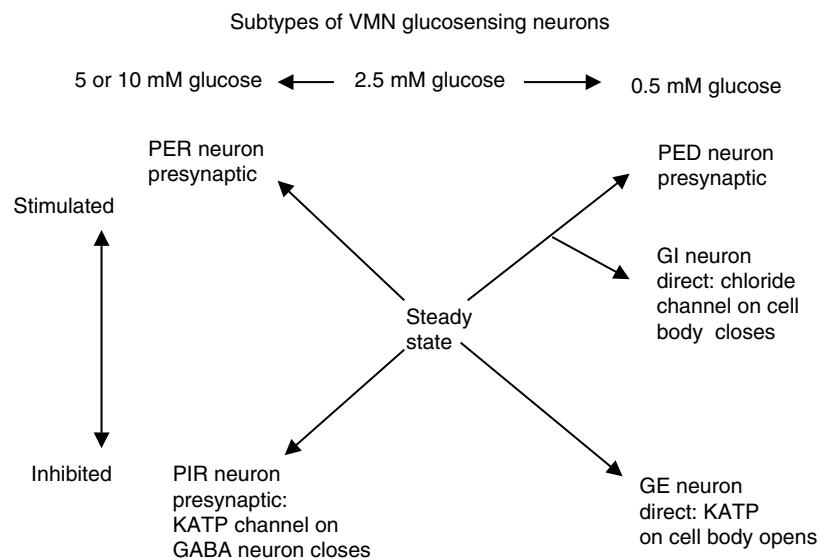 Subtypes of VMN glucosensing neurons
5 or 10 mM glucose
2.5 mM glucose
0.5 mM glucose
PER neuron
presynaptic
PED neuron
presynaptic
Stimulated
GI neuron
direct: chloride
channel on cell
body closes
Steady
state
Inhibited
PIR neuron
presynaptic:
KATP channel on
GABA neuron closes
GE neuron
direct: KATP
on cell body opens